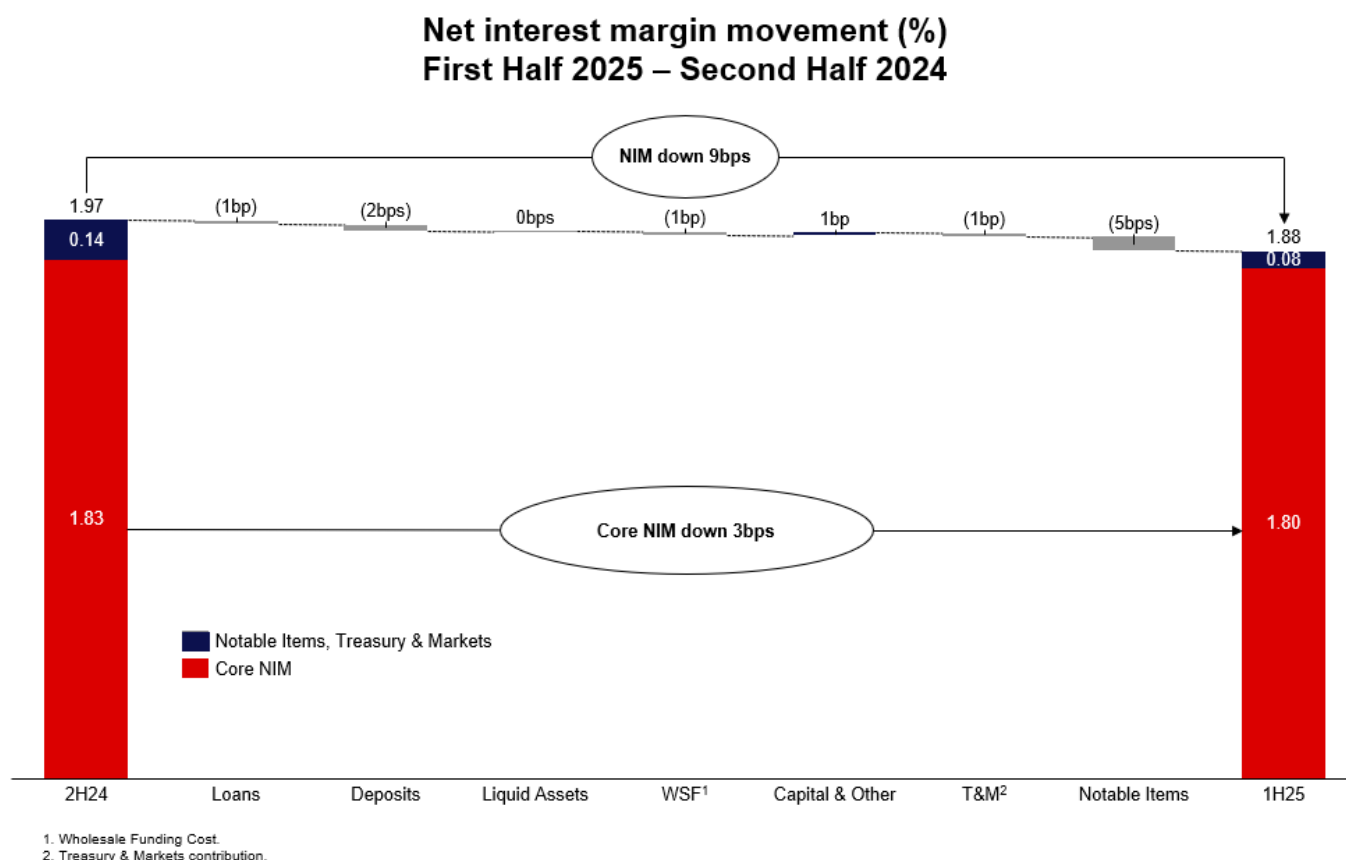 Net interest margin movement (%)
First Half 2025 – Second Half 2024
NIM down 9bps
1.97
(1bp)
(2bps)
0bps
(1bp)
1bp
(1bp)
(5bps)
1.88
0.14
0.08
1.83
Core NIM down 3bps
1.80
Notable Items, Treasury & Markets
Core NIM
2H24
Loans
Deposits
Liquid Assets
WSF¹
Capital & Other
T&M²
Notable Items
1H25
1. Wholesale Funding Cost.
2. Treasury & Markets contribution.